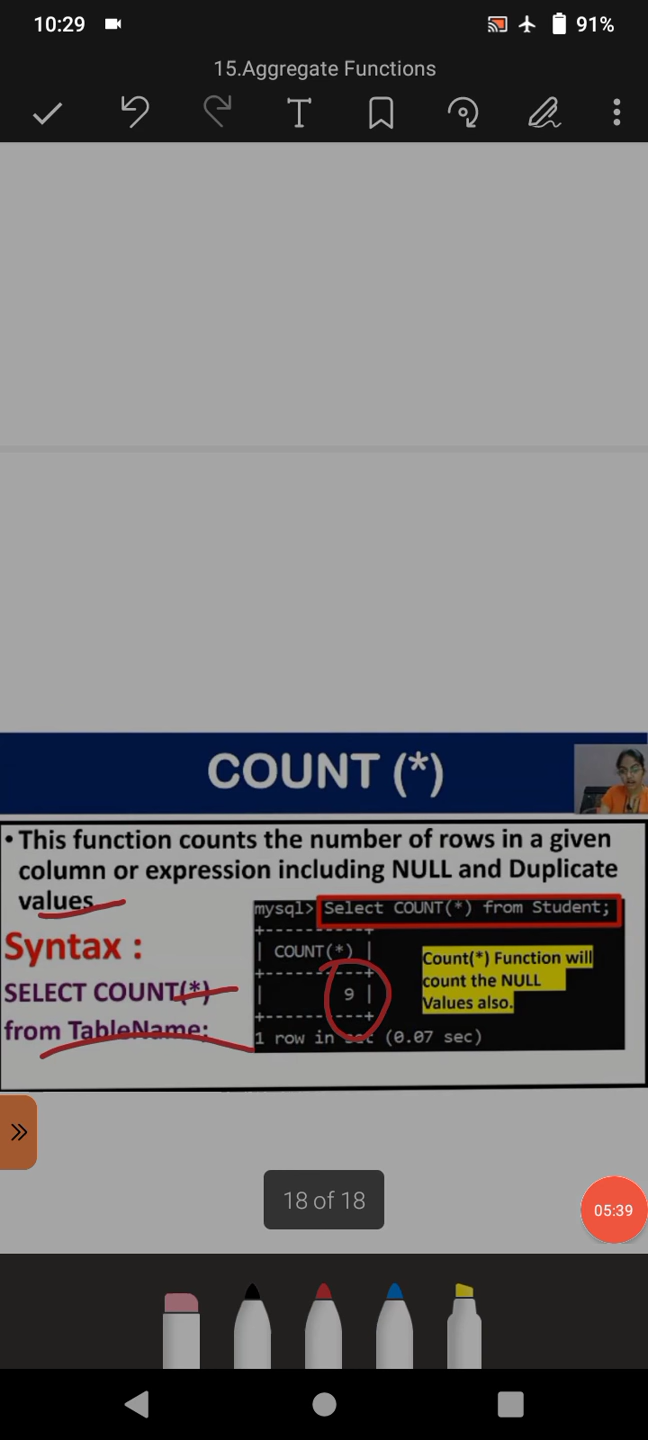 10:29
91%
15.Aggregate Functions
T
COUNT (*)
• This function counts the number of rows in a given
column or expression including NULL and Duplicate
values
mysql> Select COUNT(*) from Student;
+-----------+
| COUNT(*) |
+-----------+
| 9 |
+-----------+
1 row in set (0.07 sec)
Count(*) Function will
count the NULL
Values also.
Syntax :
SELECT COUNT(*)
from TableName;
18 of 18
05:39